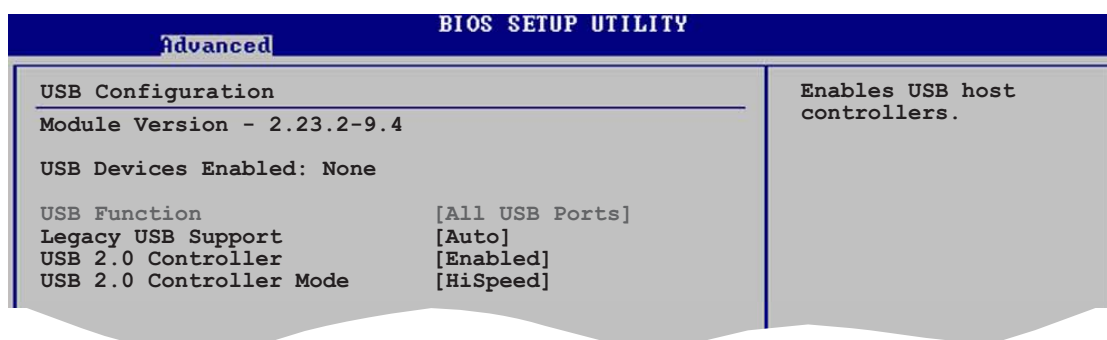 BIOS SETUP UTILITY
Advanced
USB Configuration
Module Version - 2.23.2-9.4
USB Devices Enabled: None
USB Function [All USB Ports]
Legacy USB Support [Auto]
USB 2.0 Controller [Enabled]
USB 2.0 Controller Mode [HiSpeed]
Enables USB host
controllers.